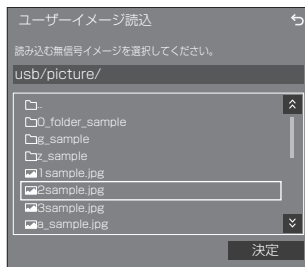 ユーザーイメージ読込
読み込む無信号イメージを選択してください。
usb/picture/
..
0_folder_sample
g_sample
z_sample
1sample.jpg
2sample.jpg
3sample.jpg
a_sample.jpg
決定